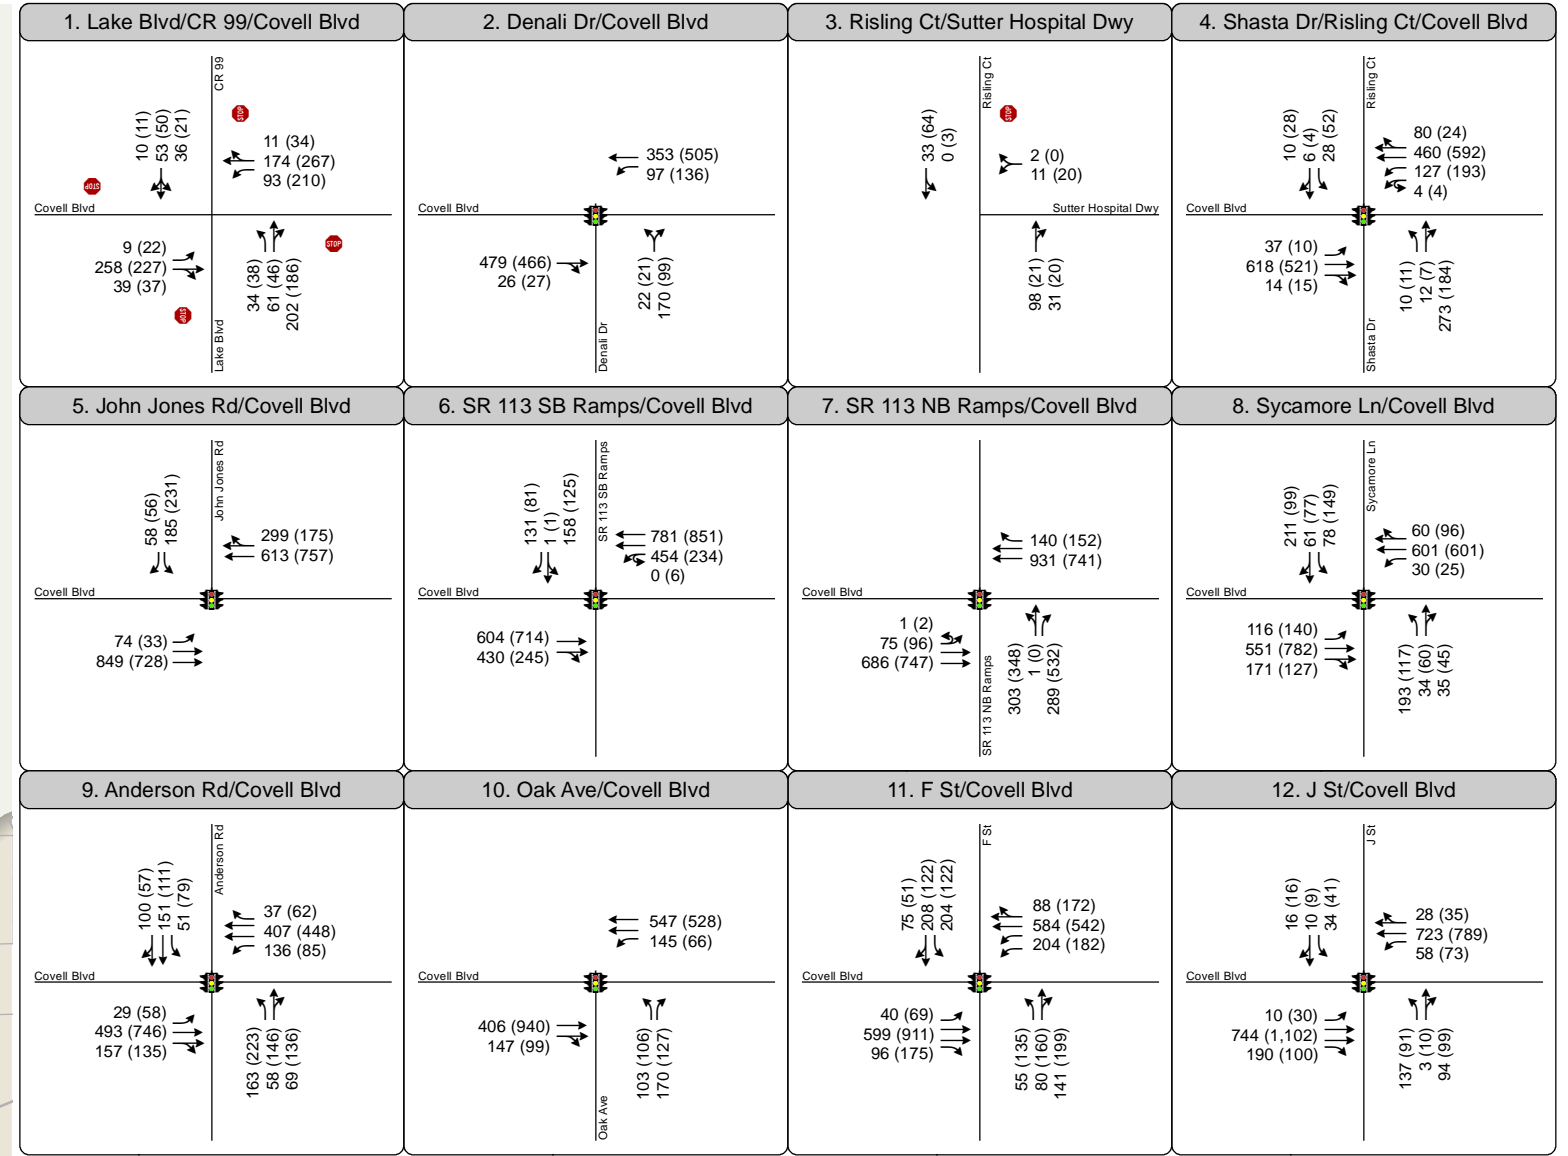 1. Lake Blvd/CR 99/Covell Blvd
CR 99
10 (11)
53 (50)
36 (21)
STOP
11 (34)
174 (267)
93 (210)
STOP
Covell Blvd
9 (22)
258 (227)
39 (37)
34 (38)
61 (46)
202 (186)
STOP
STOP
Lake Blvd
2. Denali Dr/Covell Blvd
353 (505)
97 (136)
Covell Blvd
479 (466)
26 (27)
22 (21)
170 (99)
Denali Dr
3. Risling Ct/Sutter Hospital Dwy
Risling Ct
33 (64)
0 (3)
STOP
2 (0)
11 (20)
Sutter Hospital Dwy
98 (21)
31 (20)
4. Shasta Dr/Risling Ct/Covell Blvd
Risling Ct
10 (28)
6 (4)
28 (52)
80 (24)
460 (592)
127 (193)
4 (4)
Covell Blvd
37 (10)
618 (521)
14 (15)
10 (11)
12 (7)
273 (184)
Shasta Dr
5. John Jones Rd/Covell Blvd
John Jones Rd
58 (56)
185 (231)
299 (175)
613 (757)
Covell Blvd
74 (33)
849 (728)
6. SR 113 SB Ramps/Covell Blvd
SR 113 SB Ramps
131 (81)
1 (1)
158 (125)
781 (851)
454 (234)
0 (6)
Covell Blvd
604 (714)
430 (245)
7. SR 113 NB Ramps/Covell Blvd
140 (152)
931 (741)
Covell Blvd
1 (2)
75 (96)
686 (747)
303 (348)
1 (0)
289 (532)
SR 113 NB Ramps
8. Sycamore Ln/Covell Blvd
Sycamore Ln
211 (99)
61 (77)
78 (149)
60 (96)
601 (601)
30 (25)
Covell Blvd
116 (140)
551 (782)
171 (127)
193 (117)
34 (60)
35 (45)
9. Anderson Rd/Covell Blvd
Anderson Rd
100 (57)
151 (111)
51 (79)
37 (62)
407 (448)
136 (85)
Covell Blvd
29 (58)
493 (746)
157 (135)
163 (223)
58 (146)
69 (136)
10. Oak Ave/Covell Blvd
547 (528)
145 (66)
Covell Blvd
406 (940)
147 (99)
103 (106)
170 (127)
Oak Ave
11. F St/Covell Blvd
F St
75 (51)
208 (122)
204 (122)
88 (172)
584 (542)
204 (182)
Covell Blvd
40 (69)
599 (911)
96 (175)
55 (135)
80 (160)
141 (199)
12. J St/Covell Blvd
J St
16 (16)
10 (9)
34 (41)
28 (35)
723 (789)
58 (73)
Covell Blvd
10 (30)
744 (1,102)
190 (100)
137 (91)
3 (10)
94 (99)